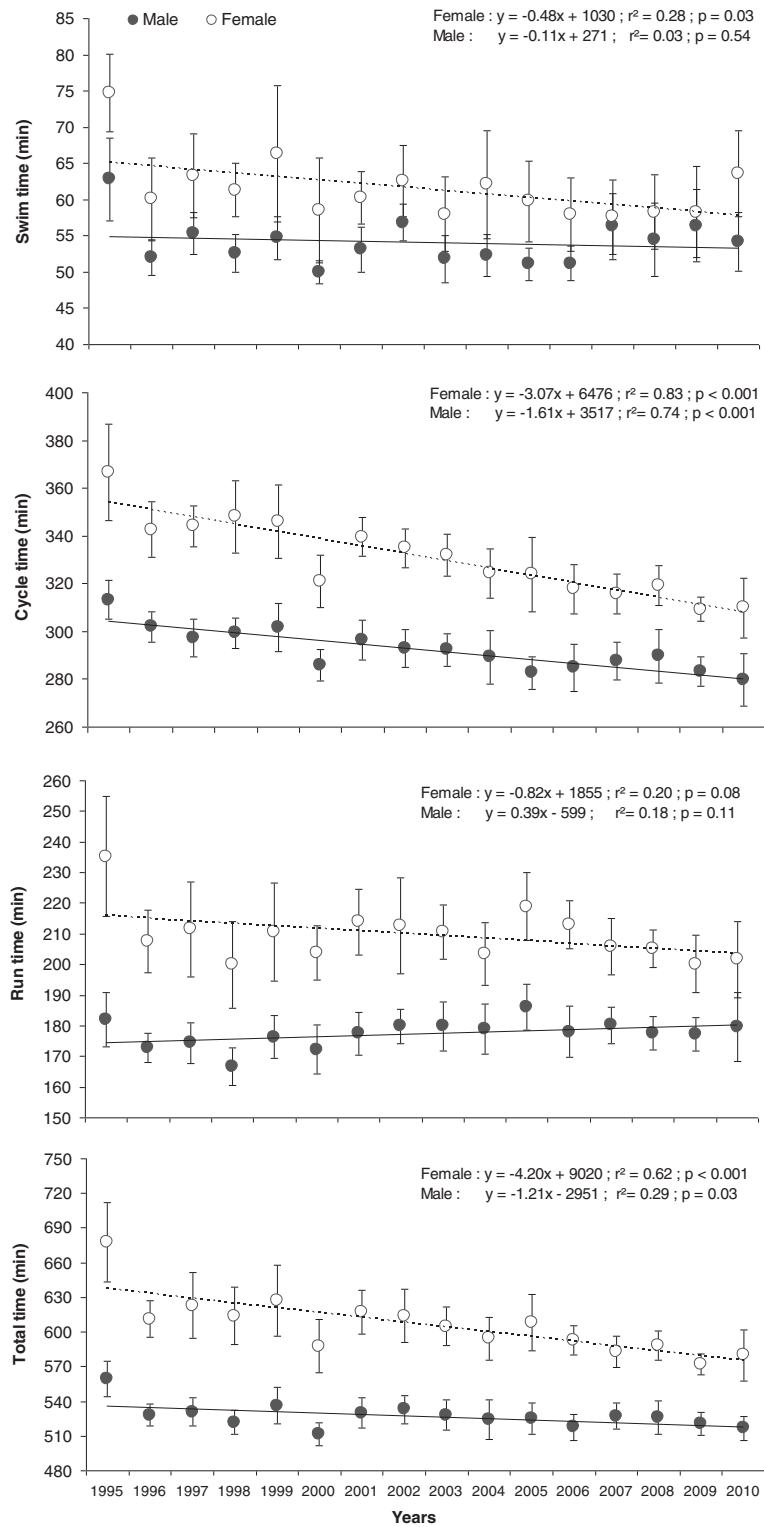 Male Female
Female : y = -0.48x + 1030 ; r² = 0.28 ; p = 0.03
Male : y = -0.11x + 271 ; r²= 0.03 ; p = 0.54
85
80
75
70
65
60
55
50
45
40
Swim time (min)
Female : y = -3.07x + 6476 ; r² = 0.83 ; p < 0.001
Male : y = -1.61x + 3517 ; r²= 0.74 ; p < 0.001
400
380
360
340
320
300
280
260
Cycle time (min)
Female : y = -0.82x + 1855 ; r² = 0.20 ; p = 0.08
Male : y = 0.39x - 599 ; r²= 0.18 ; p = 0.11
260
250
240
230
220
210
200
190
180
170
160
150
Run time (min)
Female : y = -4.20x + 9020 ; r² = 0.62 ; p < 0.001
Male : y = -1.21x - 2951 ; r²= 0.29 ; p = 0.03
750
720
690
660
630
600
570
540
510
480
Total time (min)
1995 1996 1997 1998 1999 2000 2001 2002 2003 2004 2005 2006 2007 2008 2009 2010
Years